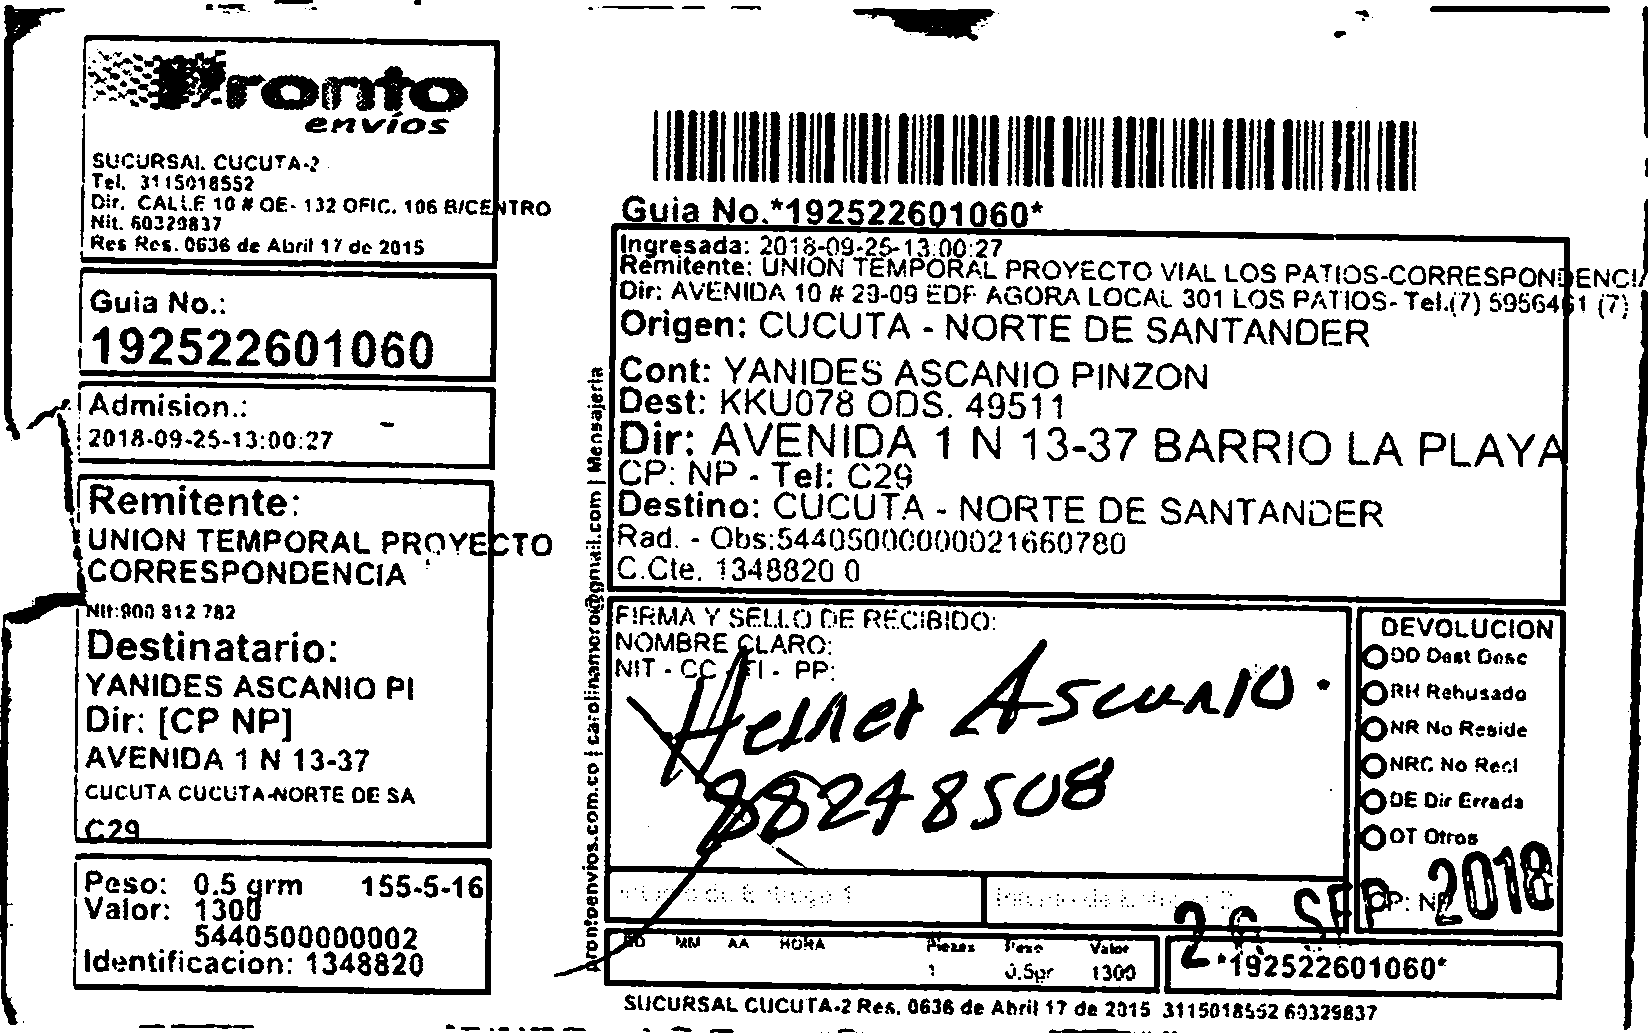 Pronto
envíos
SUCURSAL CUCUTA-2
Tel. 3115018552
Dir. CALLE 10 # OE- 132 OFIC. 106 B/CENTRO
Nit. 60329837
Res Res. 0636 de Abril 17 de 2015
Guia No.:
192522601060
Admision.:
2018-09-25-13:00:27
Remitente:
UNION TEMPORAL PROYECTO
CORRESPONDENCIA
Nit:900 812 782
Destinatario:
YANIDES ASCANIO PI
Dir: [CP NP]
AVENIDA 1 N 13-37
CUCUTA CUCUTA-NORTE DE SA
C29
Peso: 0.5 grm 155-5-16
Valor: 1300
5440500000002
Identificacion: 1348820
prontoenvios.com.co | carolinamoro@gmail.com | Mensajeria
Guia No.*192522601060*
Ingresada: 2018-09-25-13:00:27
Remitente: UNION TEMPORAL PROYECTO VIAL LOS PATIOS-CORRESPONDENCI
Dir: AVENIDA 10 # 29-09 EDF AGORA LOCAL 301 LOS PATIOS- Tel.(7) 5956461 (7)
Origen: CUCUTA - NORTE DE SANTANDER
Cont: YANIDES ASCANIO PINZON
Dest: KKU078 ODS. 49511
Dir: AVENIDA 1 N 13-37 BARRIO LA PLAYA
CP: NP - Tel: C29
Destino: CUCUTA - NORTE DE SANTANDER
Rad. - Obs:54405000000021660780
C.Cte. 1348820 0
FIRMA Y SELLO DE RECIBIDO:
NOMBRE CLARO:
NIT - CC - TI - PP:
Ascanio.
88248508
DEVOLUCION
DD Dest Desc
RH Rehusado
NR No Reside
NRC No Recl
DE Dir Errada
OT Otros
CP: NP
26 SEP 2018
DD MM AA HORA Piezas Peso Valor
1 0.5gr 1300
*192522601060*
SUCURSAL CUCUTA-2 Res. 0636 de Abril 17 de 2015 3115018552 60329837